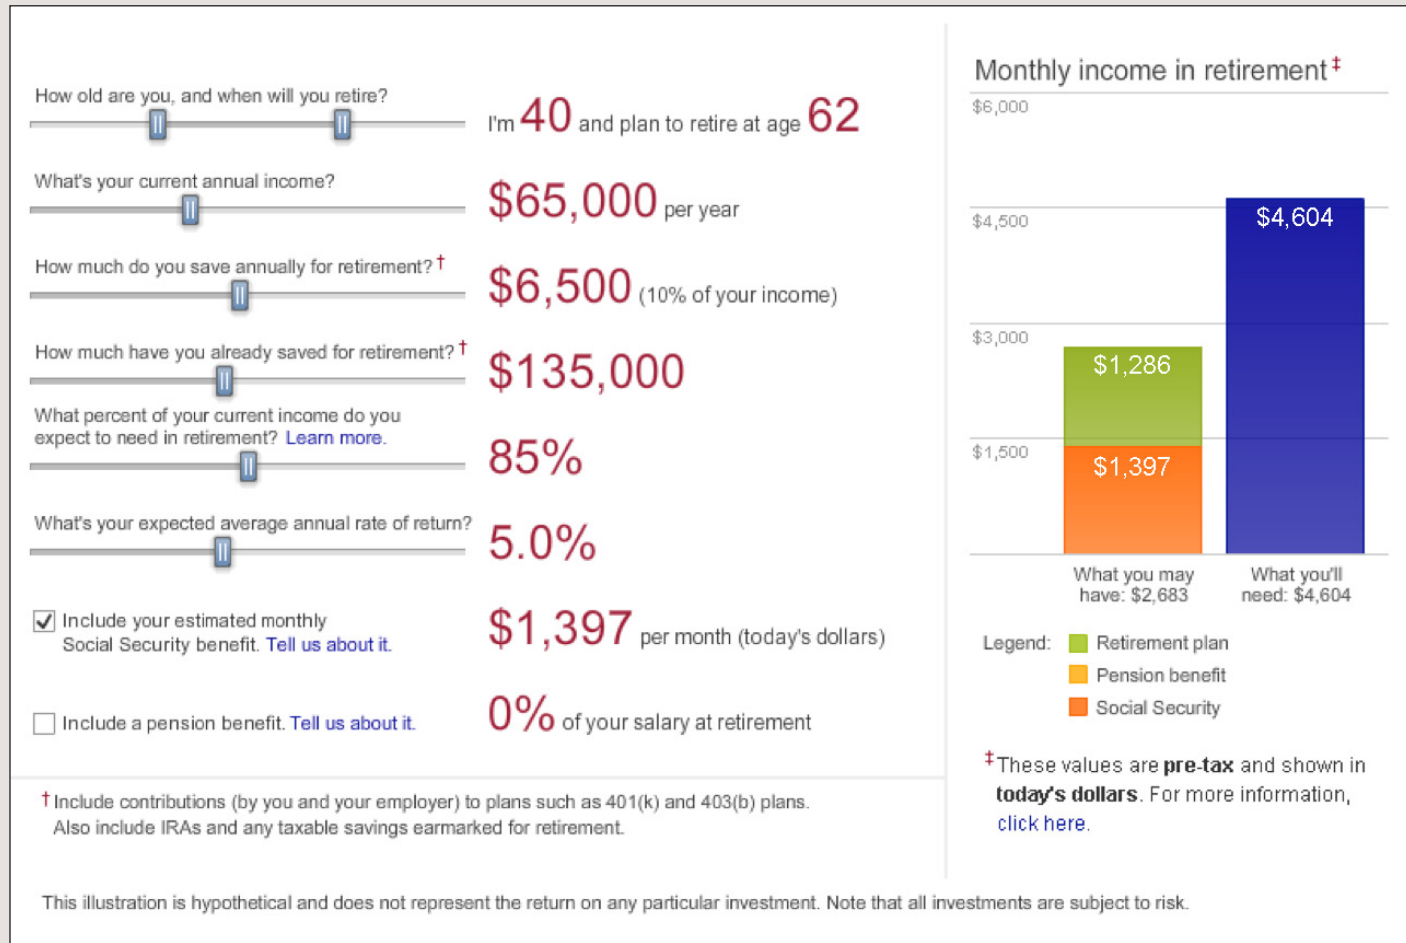 How old are you, and when will you retire?
I'm 40 and plan to retire at age 62
What's your current annual income?
$65,000 per year
How much do you save annually for retirement?†
$6,500 (10% of your income)
How much have you already saved for retirement?†
$135,000
What percent of your current income do you
expect to need in retirement? Learn more.
85%
What's your expected average annual rate of return?
5.0%
Include your estimated monthly
Social Security benefit. Tell us about it.
$1,397 per month (today's dollars)
Include a pension benefit. Tell us about it.
0% of your salary at retirement
†Include contributions (by you and your employer) to plans such as 401(k) and 403(b) plans.
Also include IRAs and any taxable savings earmarked for retirement.
Monthly income in retirement‡
$6,000
$4,500
$3,000
$1,500
$4,604
$1,286
$1,397
What you may
have: $2,683
What you'll
need: $4,604
Legend:
Retirement plan
Pension benefit
Social Security
‡These values are pre-tax and shown in
today's dollars. For more information,
click here.
This illustration is hypothetical and does not represent the return on any particular investment. Note that all investments are subject to risk.